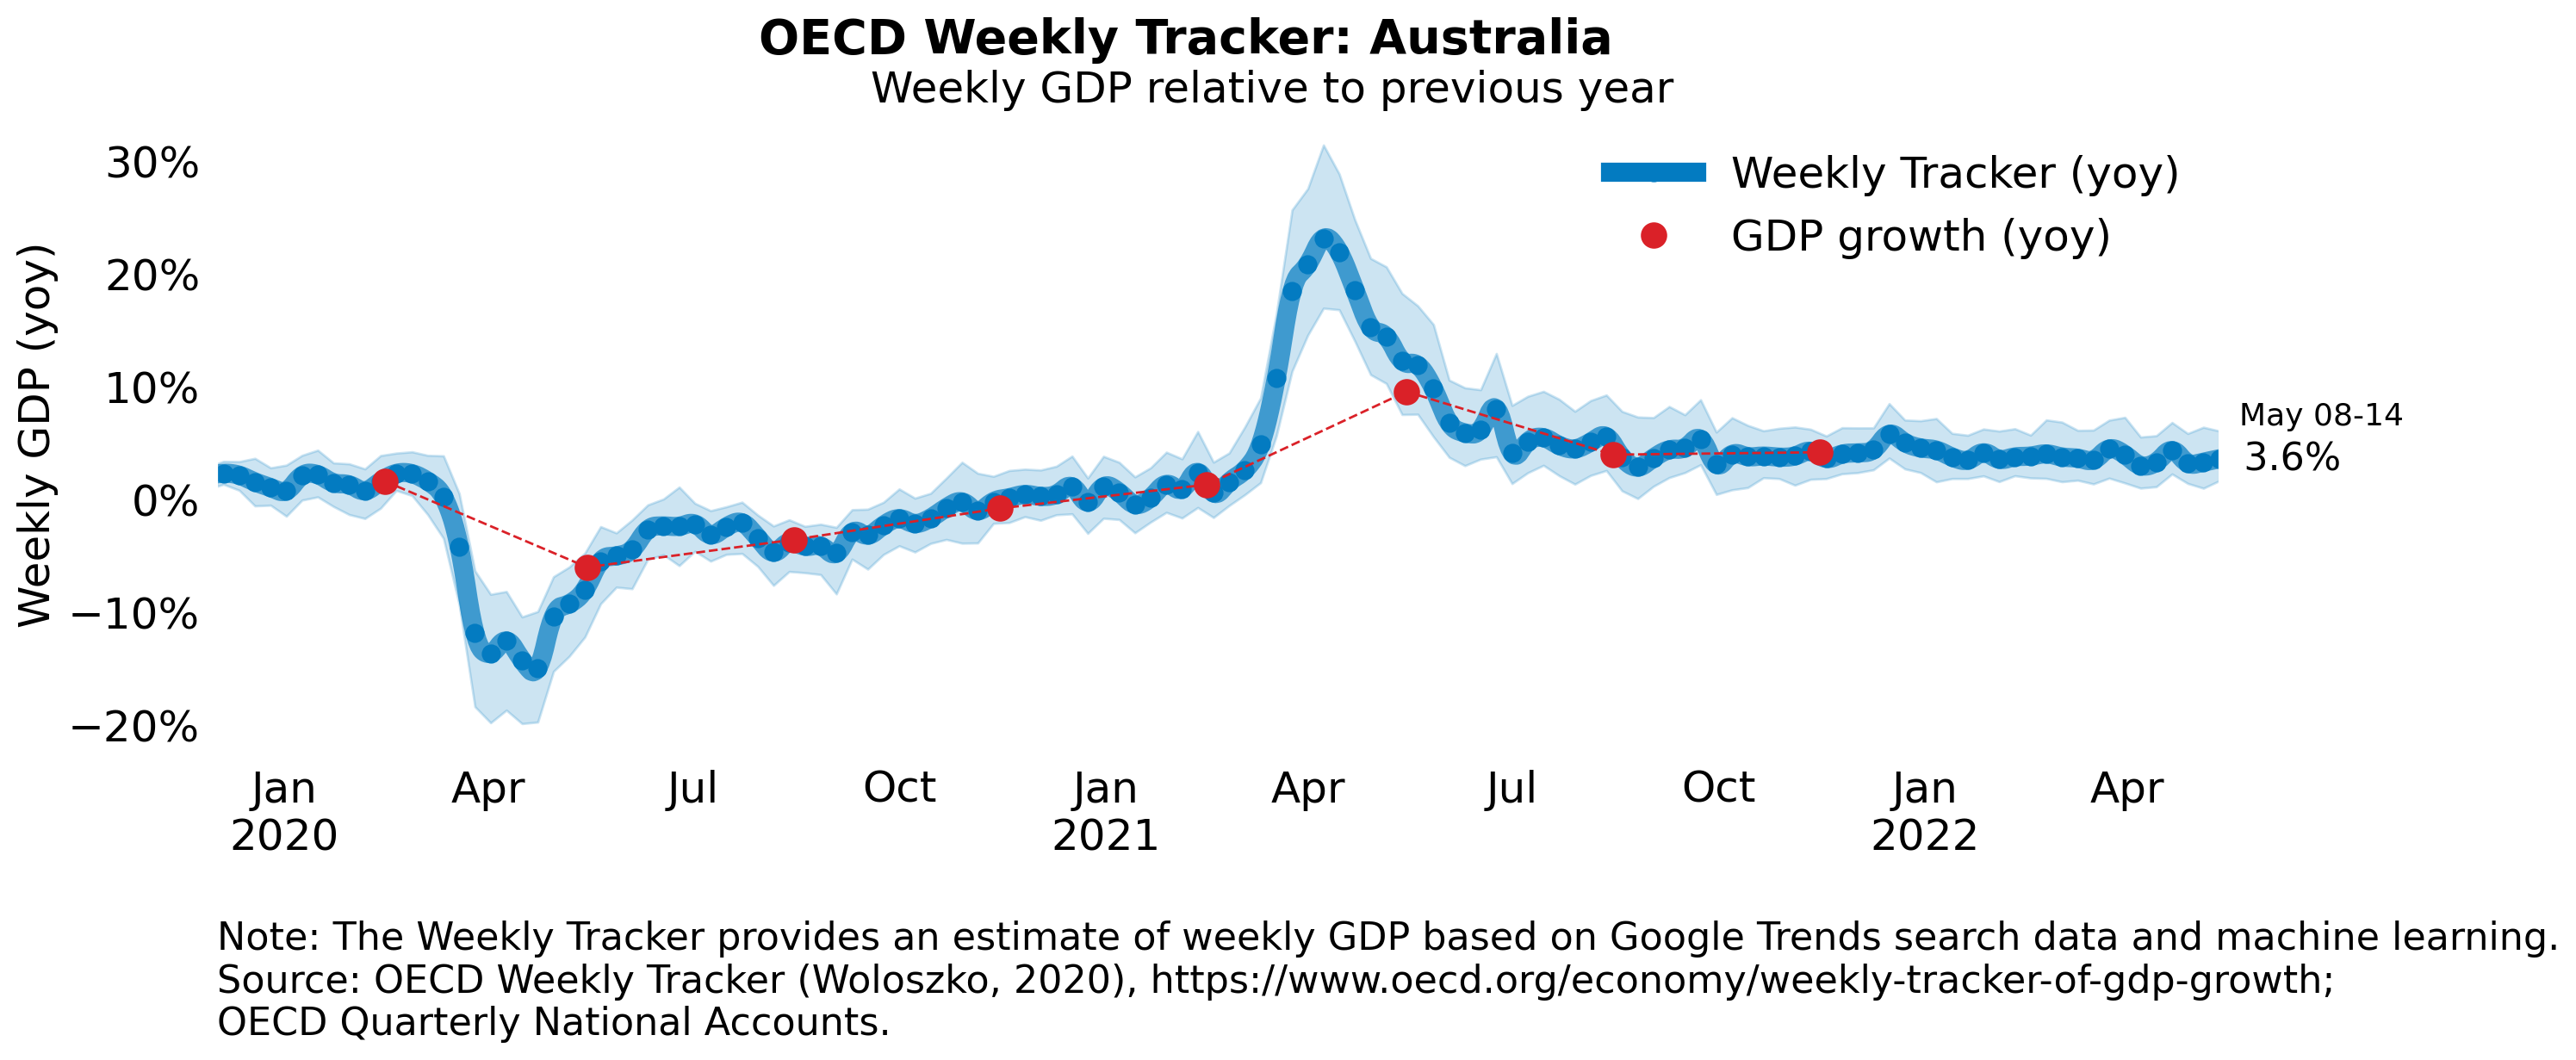 OECD Weekly Tracker: Australia
Weekly GDP relative to previous year
Weekly GDP (yoy)
30%
20%
10%
0%
−10%
−20%
Weekly Tracker (yoy)
GDP growth (yoy)
May 08-14
3.6%
Jan
2020
Apr
Jul
Oct
Jan
2021
Apr
Jul
Oct
Jan
2022
Apr
Note: The Weekly Tracker provides an estimate of weekly GDP based on Google Trends search data and machine learning.
Source: OECD Weekly Tracker (Woloszko, 2020), https://www.oecd.org/economy/weekly-tracker-of-gdp-growth;
OECD Quarterly National Accounts.